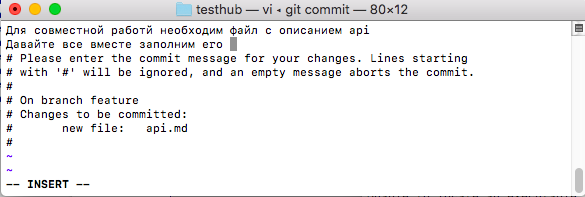 testhub — vi ◂ git commit — 80×12
Для совместной работй необходим файл с описанием api
Давайте все вместе заполним его
# Please enter the commit message for your changes. Lines starting
# with '#' will be ignored, and an empty message aborts the commit.
#
# On branch feature
# Changes to be committed:
#       new file:   api.md
#
~
~
-- INSERT --